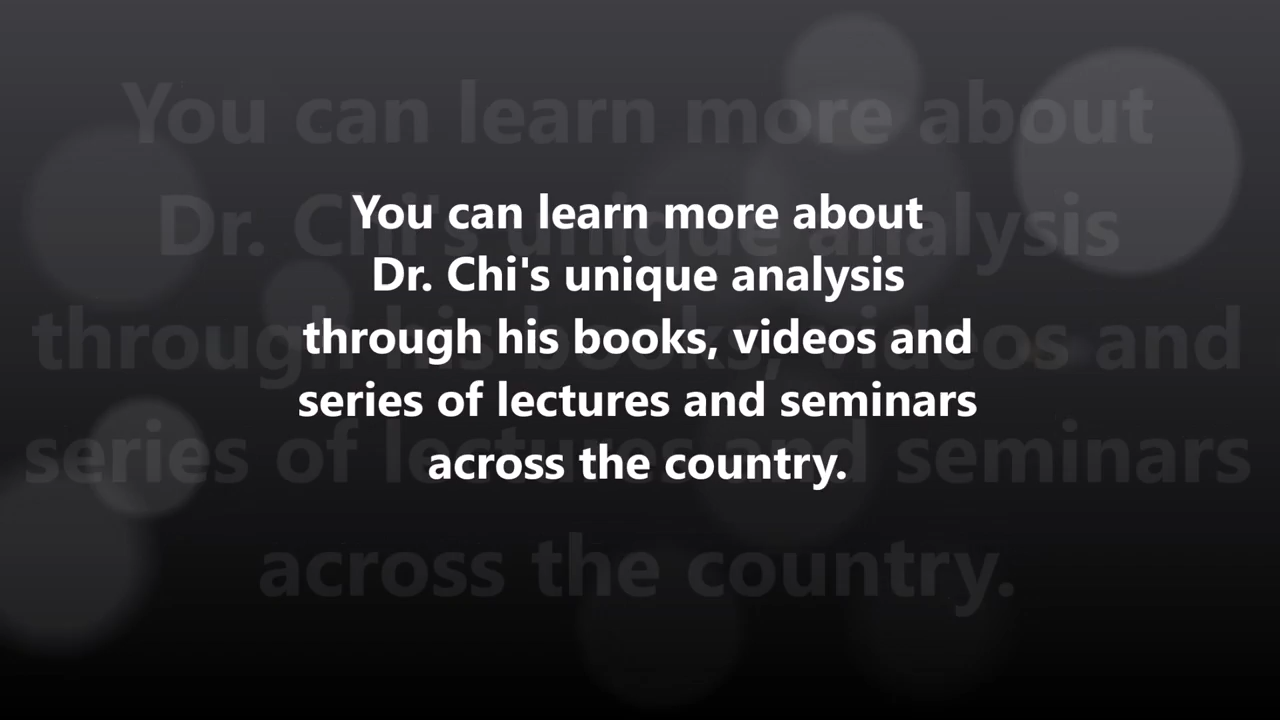 You can learn more about
Dr. Chi's unique analysis
through his books, videos and
series of lectures and seminars
across the country.